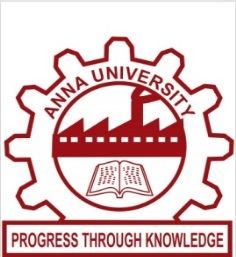 ANNA UNIVERSITY
PROGRESS THROUGH KNOWLEDGE